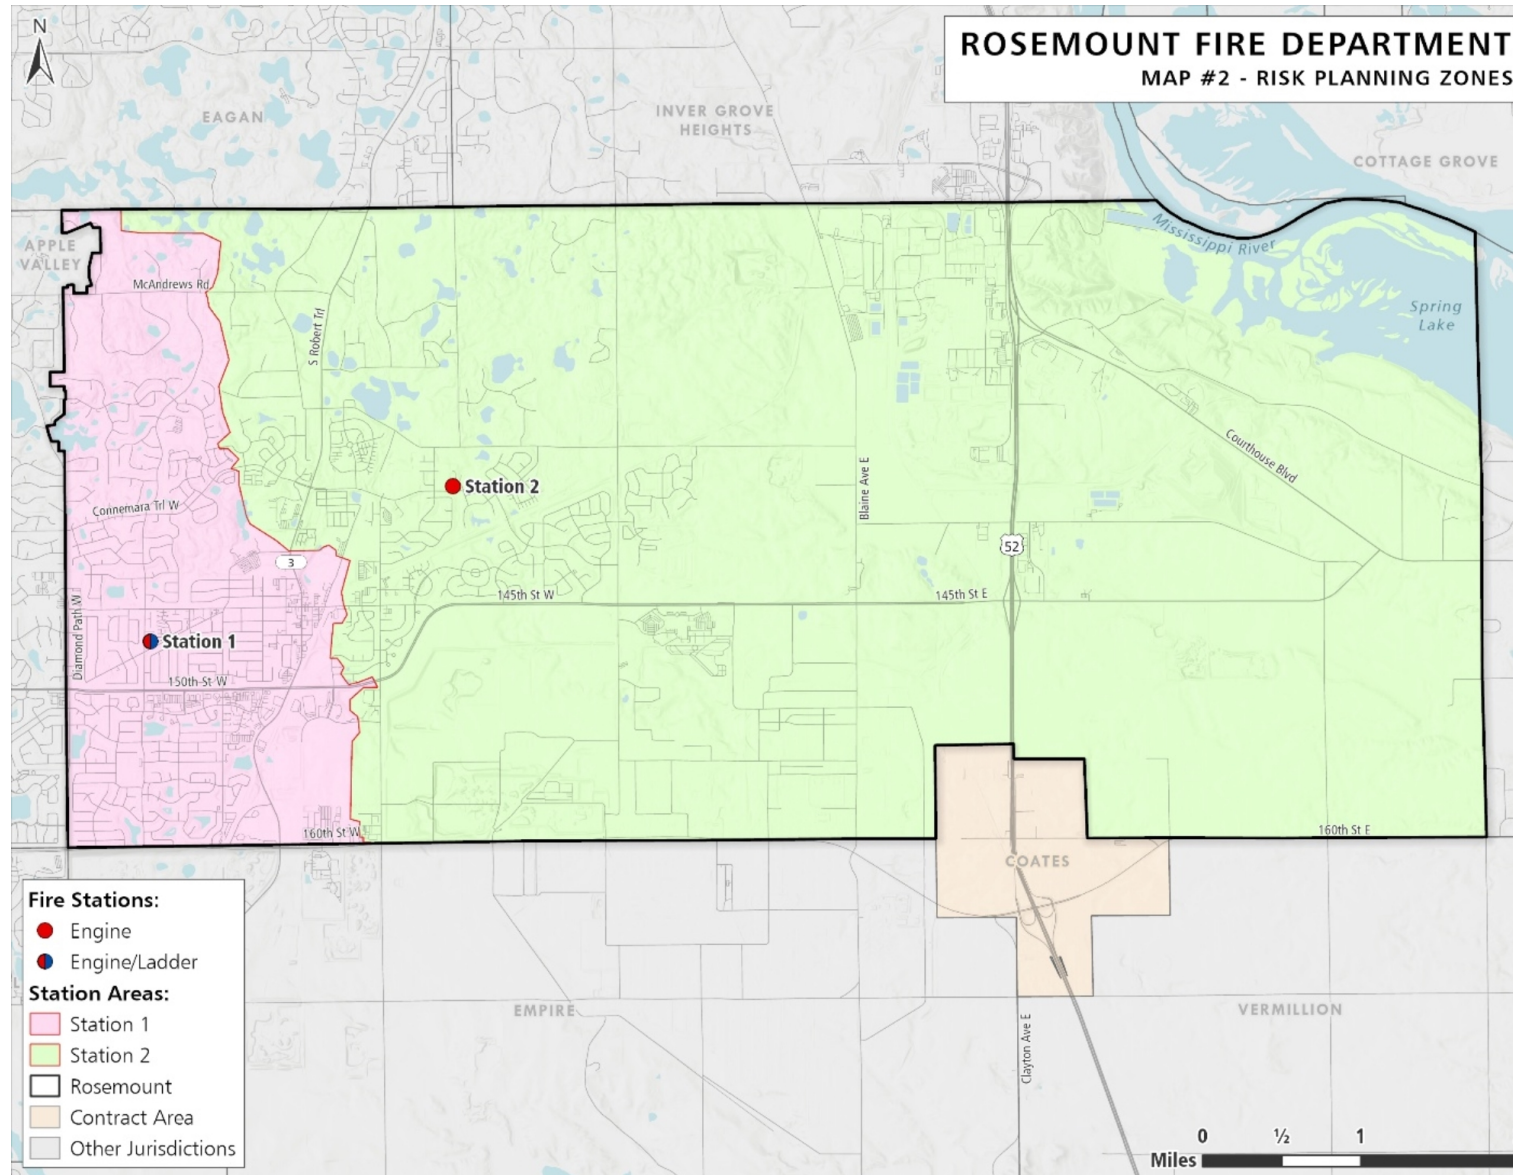 N
ROSEMOUNT FIRE DEPARTMENT
MAP #2 - RISK PLANNING ZONES
EAGAN
INVER GROVE
HEIGHTS
COTTAGE GROVE
APPLE
VALLEY
Mississippi River
McAndrews Rd
S Robert Trl
Spring
Lake
Courthouse Blvd
Blaine Ave E
Station 2
Connemara Trl W
52
3
145th St W
145th St E
Diamond Path W
Station 1
150th St W
160th St W
160th St E
COATES
Fire Stations:
Engine
Engine/Ladder
Station Areas:
Station 1
Station 2
Rosemount
Contract Area
Other Jurisdictions
EMPIRE
VERMILLION
Clayton Ave E
0 ½ 1
Miles